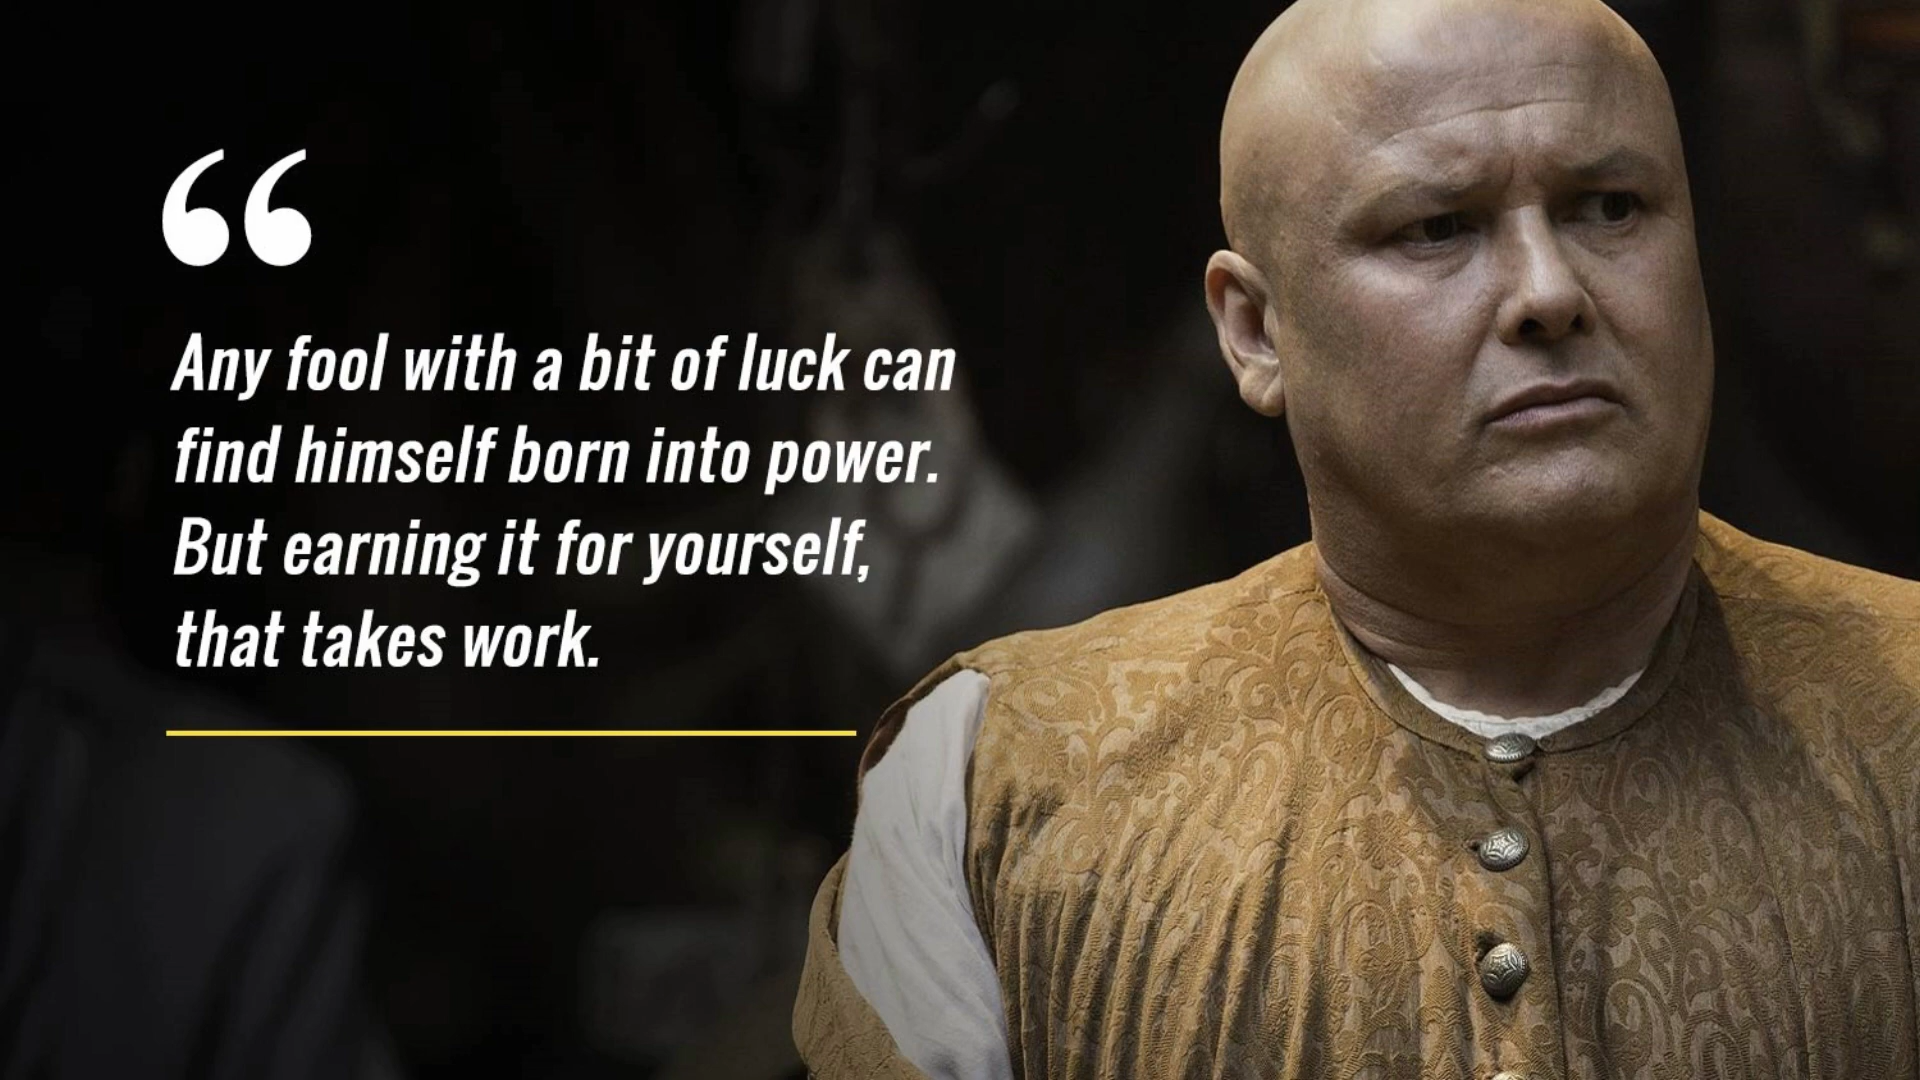 “
Any fool with a bit of luck can
find himself born into power.
But earning it for yourself,
that takes work.